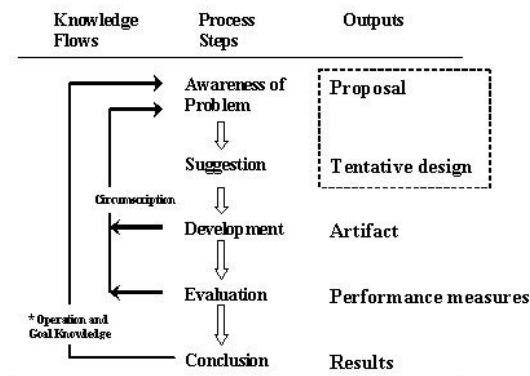 Knowledge Flows
Process Steps
Outputs
Awareness of Problem
Proposal
Suggestion
Tentative design
Circumscription
Development
Artifact
Evaluation
Performance measures
* Operation and Goal Knowledge
Conclusion
Results